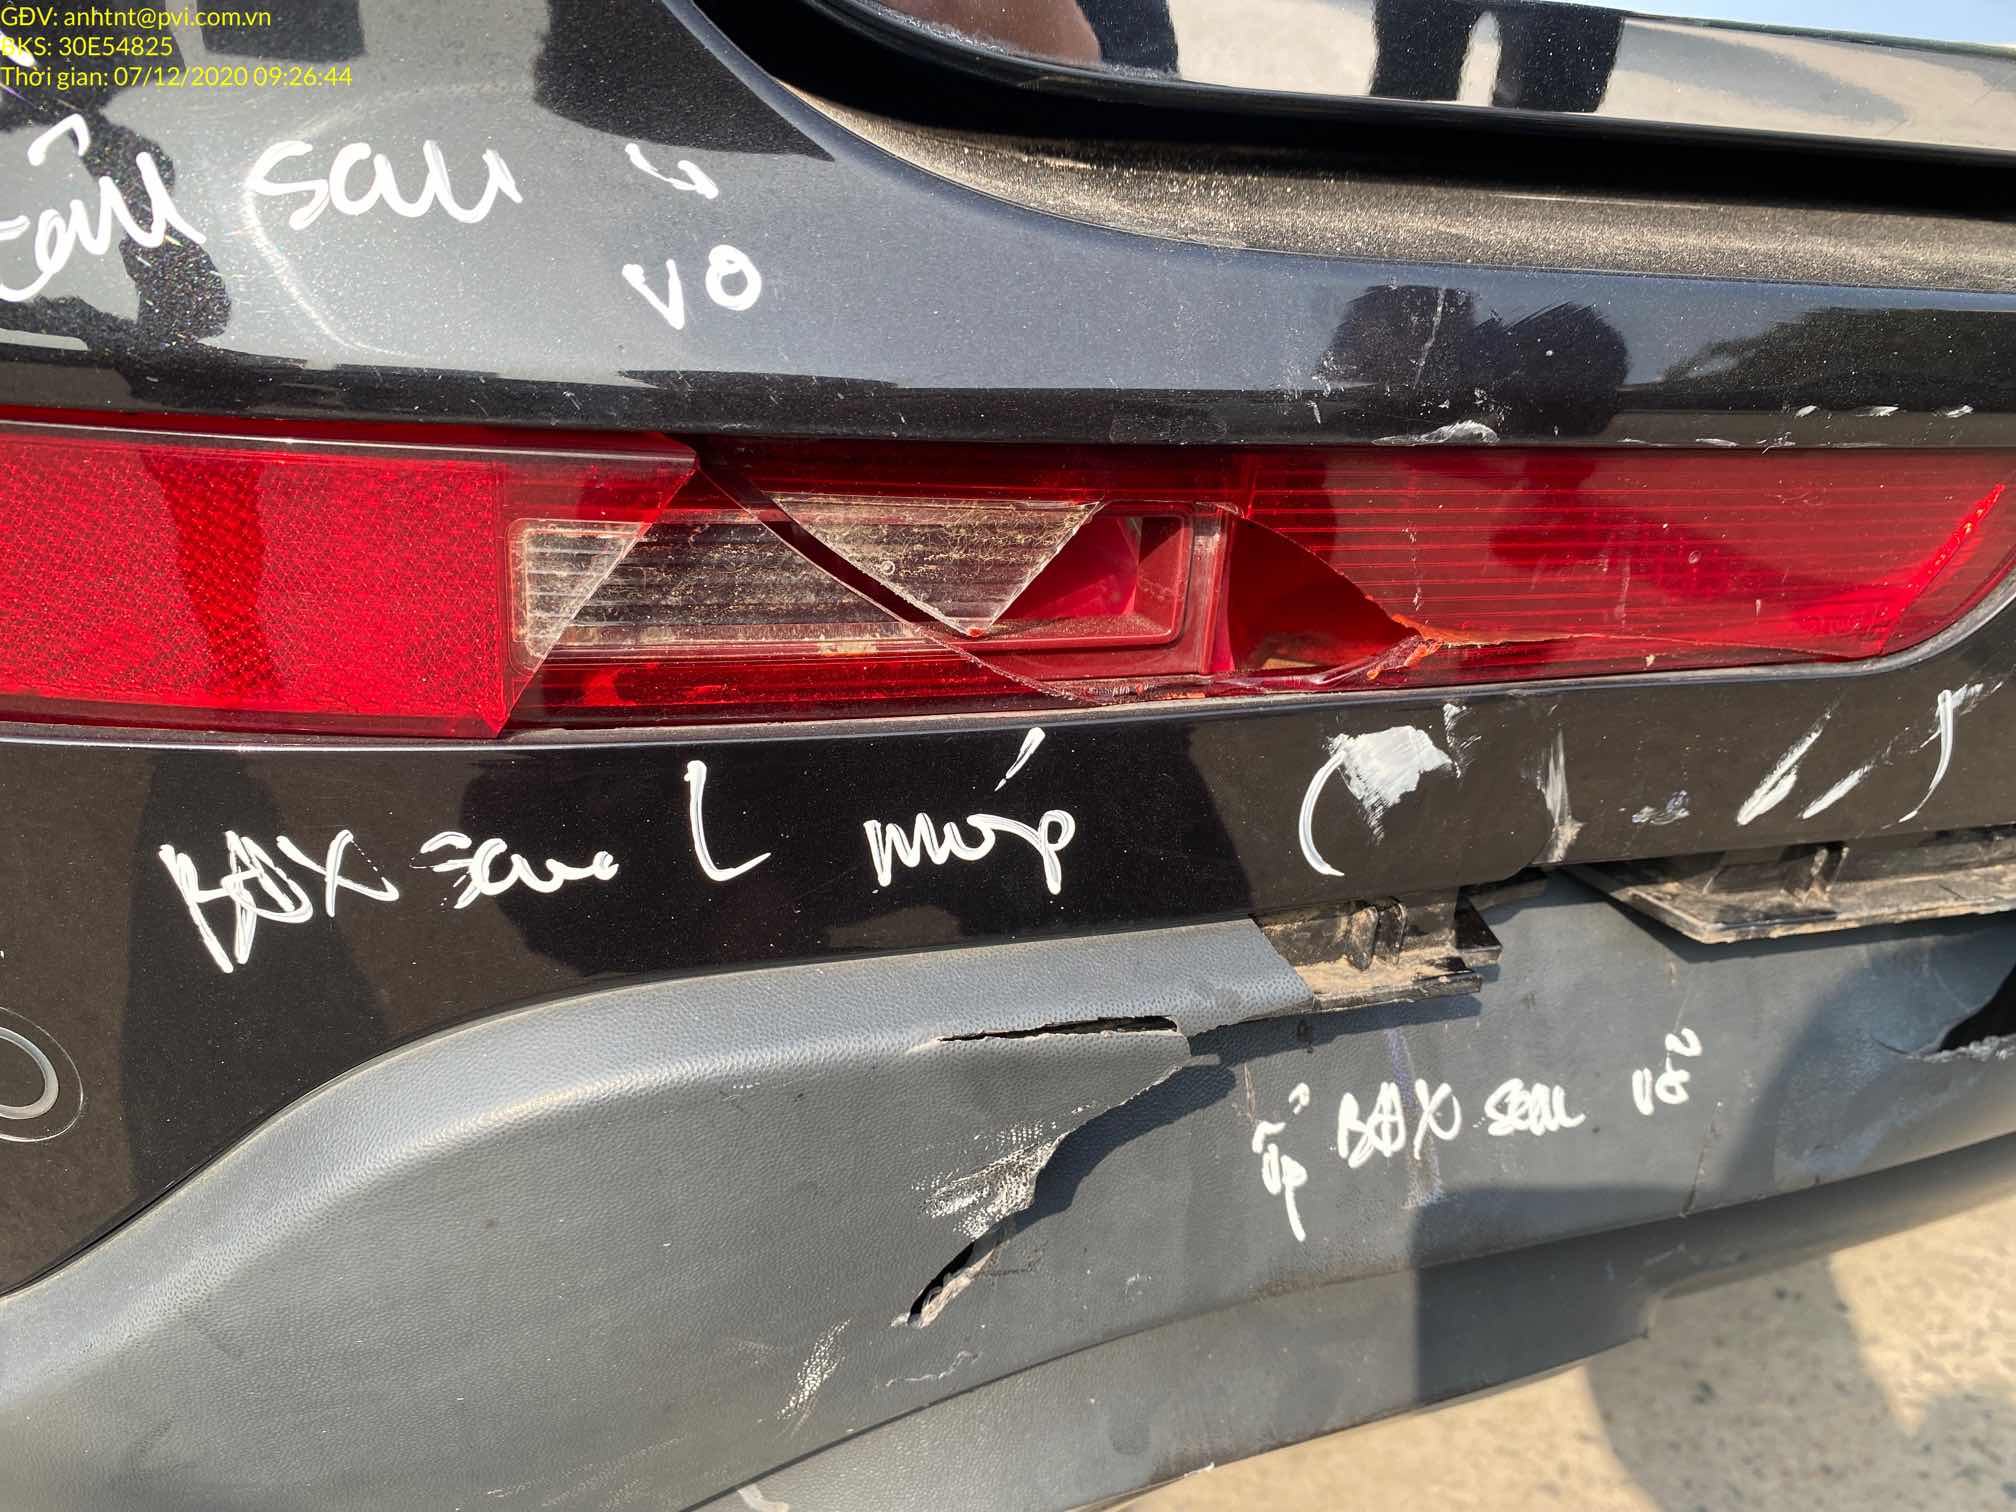 GĐV: anhtnt@pvi.com.vn
BKS: 30E54825
Thời gian: 07/12/2020 09:26:44
sau vỡ
BĐX sau L móp
ốp BĐX sau vỡ